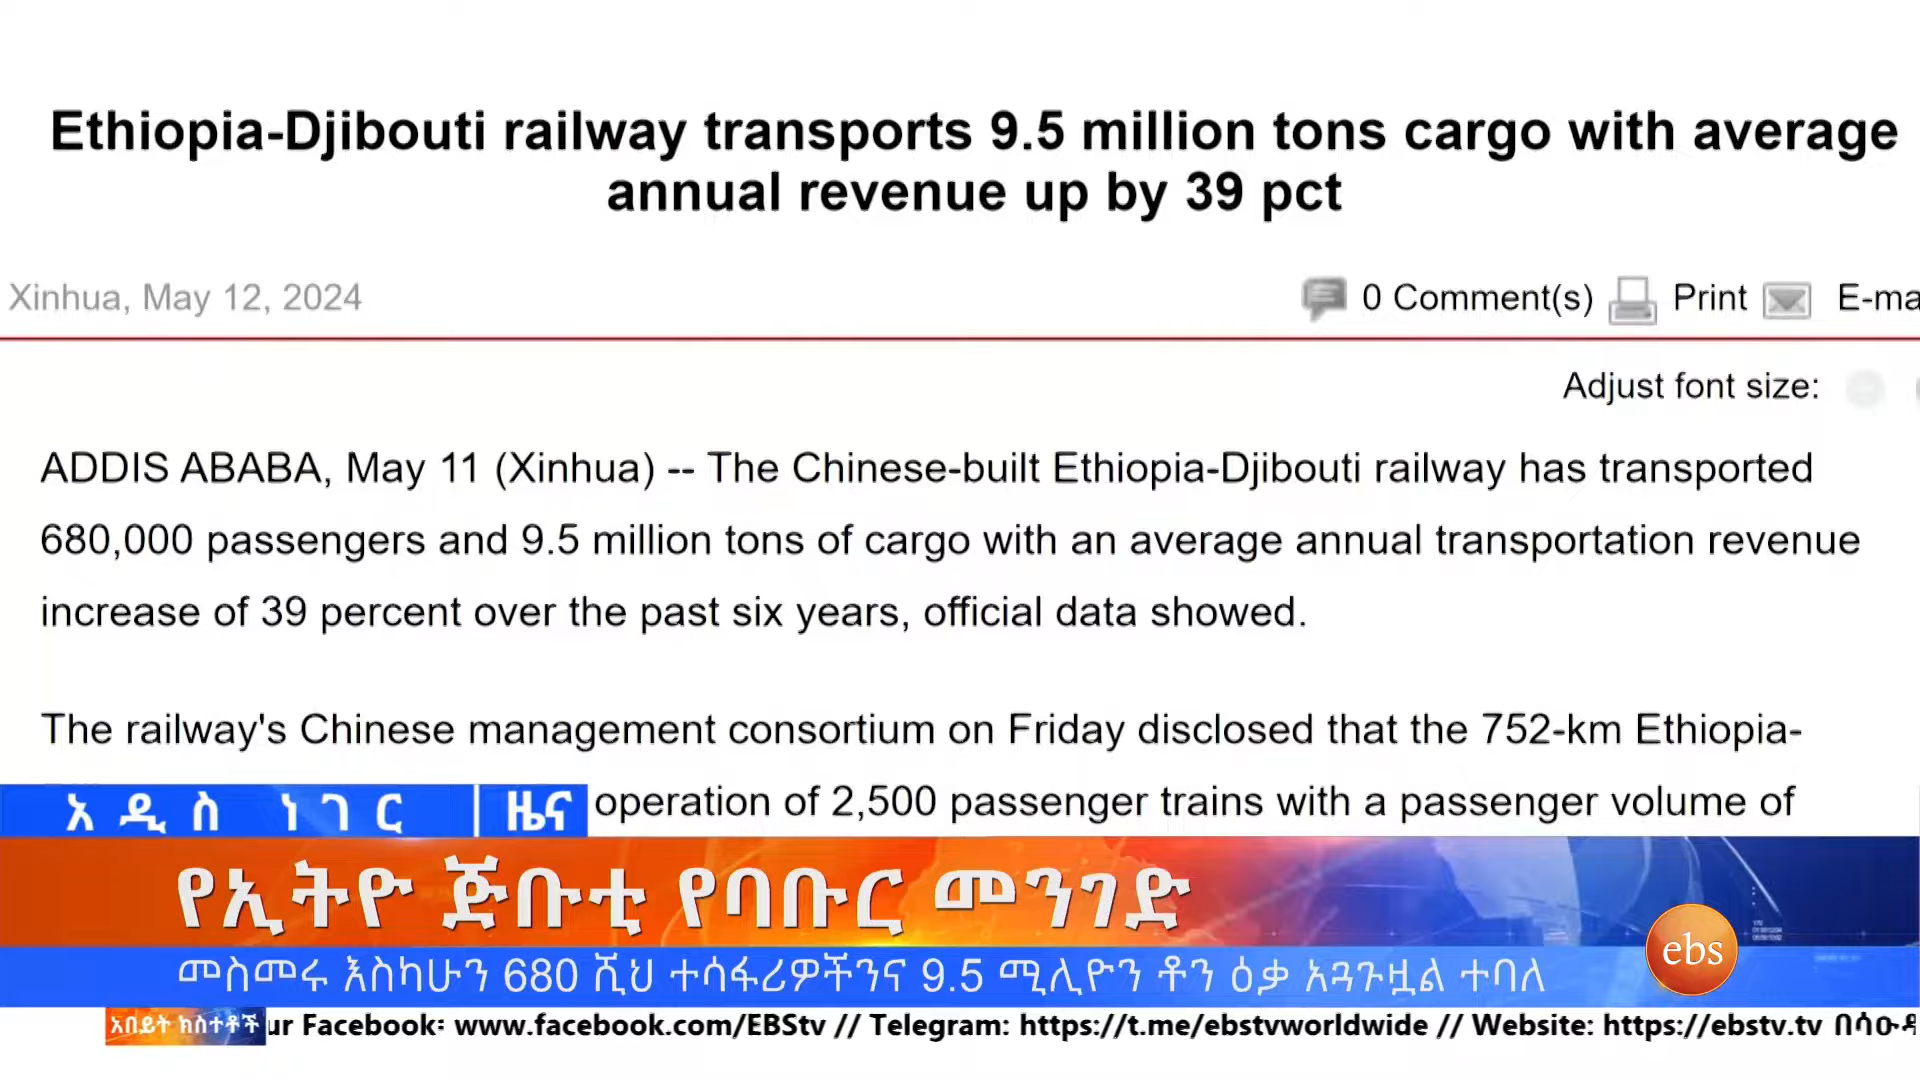 Ethiopia-Djibouti railway transports 9.5 million tons cargo with average
annual revenue up by 39 pct
Xinhua, May 12, 2024
0 Comment(s) Print E-ma
Adjust font size:
ADDIS ABABA, May 11 (Xinhua) -- The Chinese-built Ethiopia-Djibouti railway has transported
680,000 passengers and 9.5 million tons of cargo with an average annual transportation revenue
increase of 39 percent over the past six years, official data showed.
The railway's Chinese management consortium on Friday disclosed that the 752-km Ethiopia-
operation of 2,500 passenger trains with a passenger volume of
አዲስ ነገር | ዜና
የኢትዮ ጅቡቲ የባቡር መንገድ
መስመሩ እስካሁን 680 ሺህ ተሳፋሪዎችንና 9.5 ሚሊዮን ቶን ዕቃ አጓጉዟል ተባለ
ebs
አበይት ክስተቶች ur Facebook፡ www.facebook.com/EBStv // Telegram: https://t.me/ebstvworldwide // Website: https://ebstv.tv በሳዑዲ